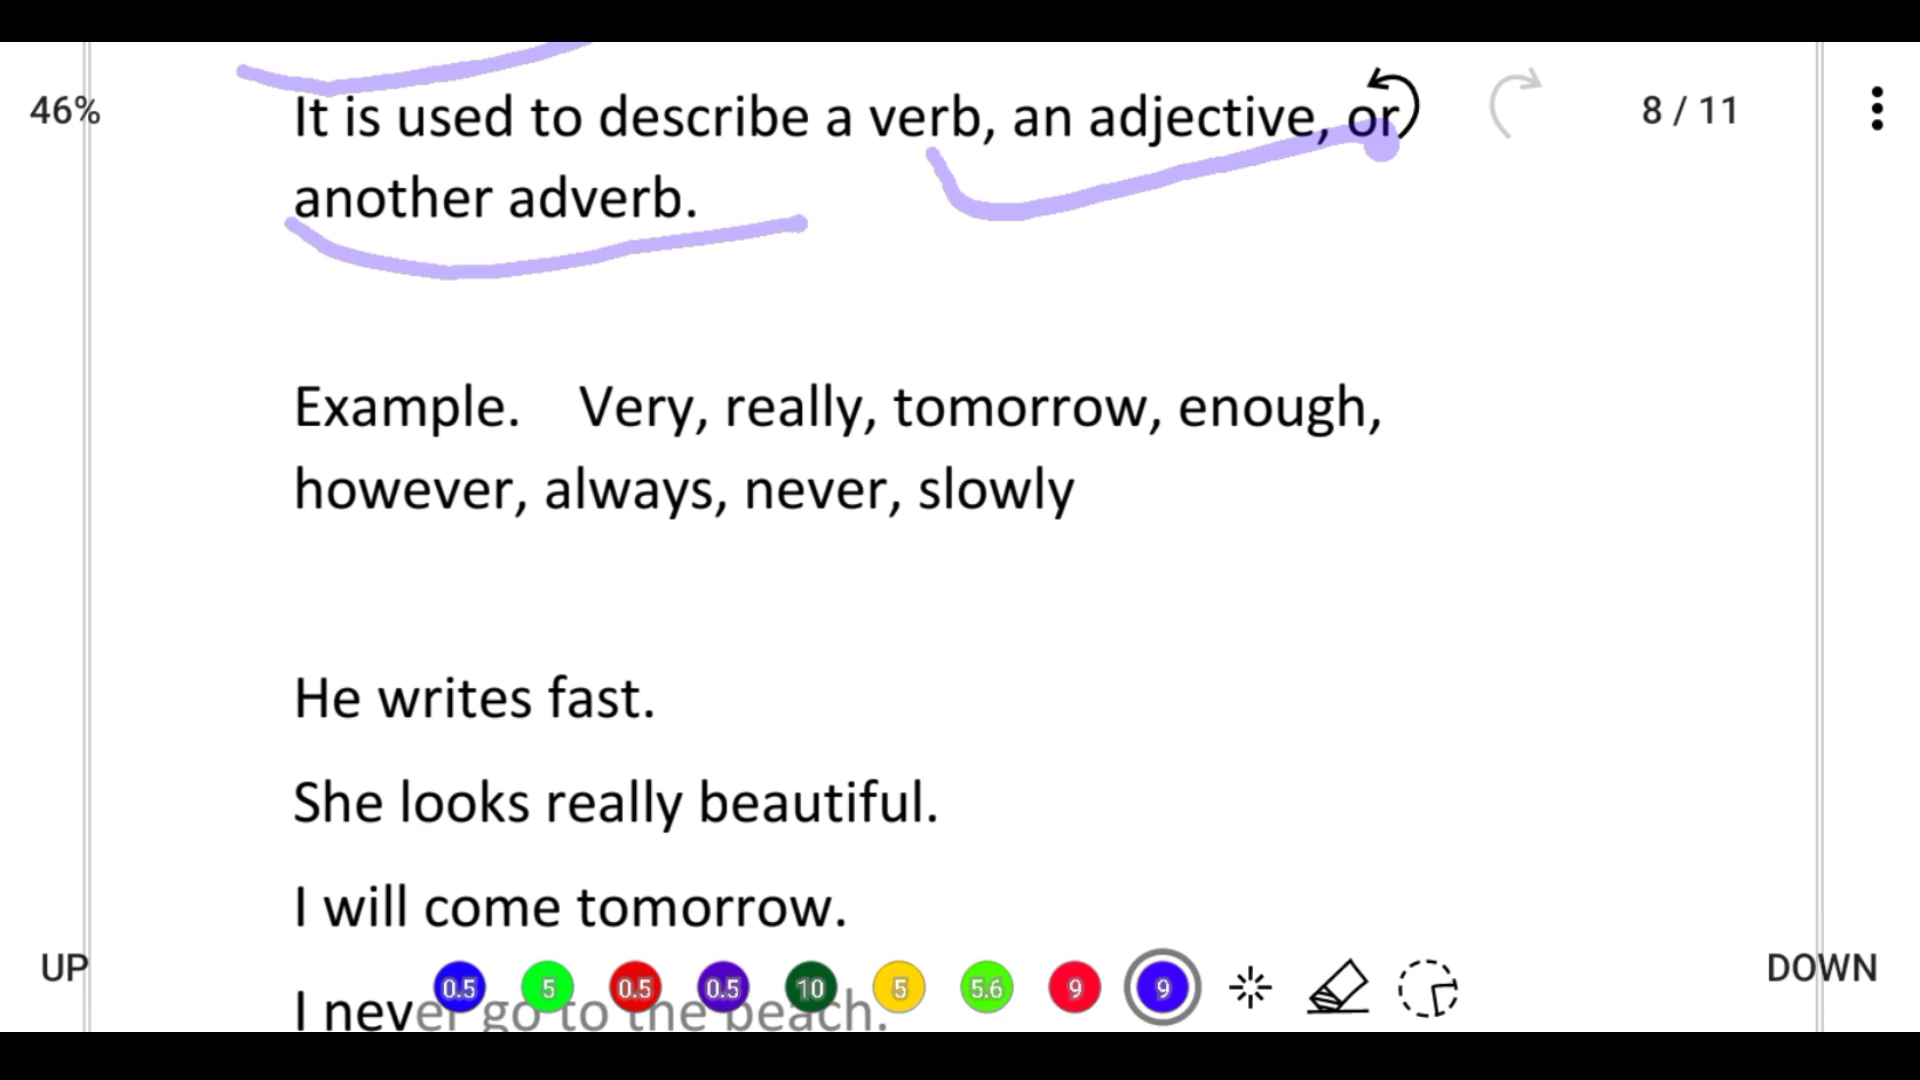 46%
It is used to describe a verb, an adjective, or
8 / 11
another adverb.
Example. Very, really, tomorrow, enough,
however, always, never, slowly
He writes fast.
She looks really beautiful.
I will come tomorrow.
UP
DOWN
0.5 5 0.5 0.5 10 5 5.6 9 9
I never go to the beach.